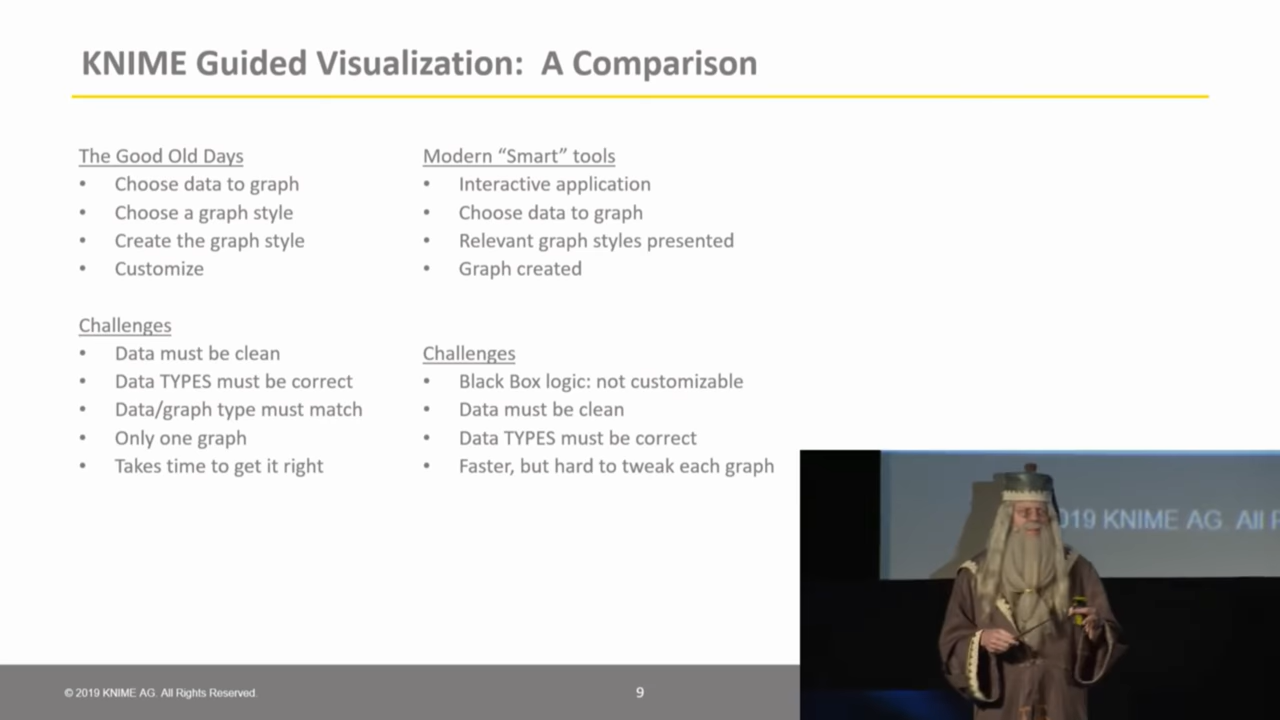 KNIME Guided Visualization: A Comparison
The Good Old Days
• Choose data to graph
• Choose a graph style
• Create the graph style
• Customize
Challenges
• Data must be clean
• Data TYPES must be correct
• Data/graph type must match
• Only one graph
• Takes time to get it right
Modern “Smart” tools
• Interactive application
• Choose data to graph
• Relevant graph styles presented
• Graph created
Challenges
• Black Box logic: not customizable
• Data must be clean
• Data TYPES must be correct
• Faster, but hard to tweak each graph
019 KNIME AG. All
© 2019 KNIME AG. All Rights Reserved.
9